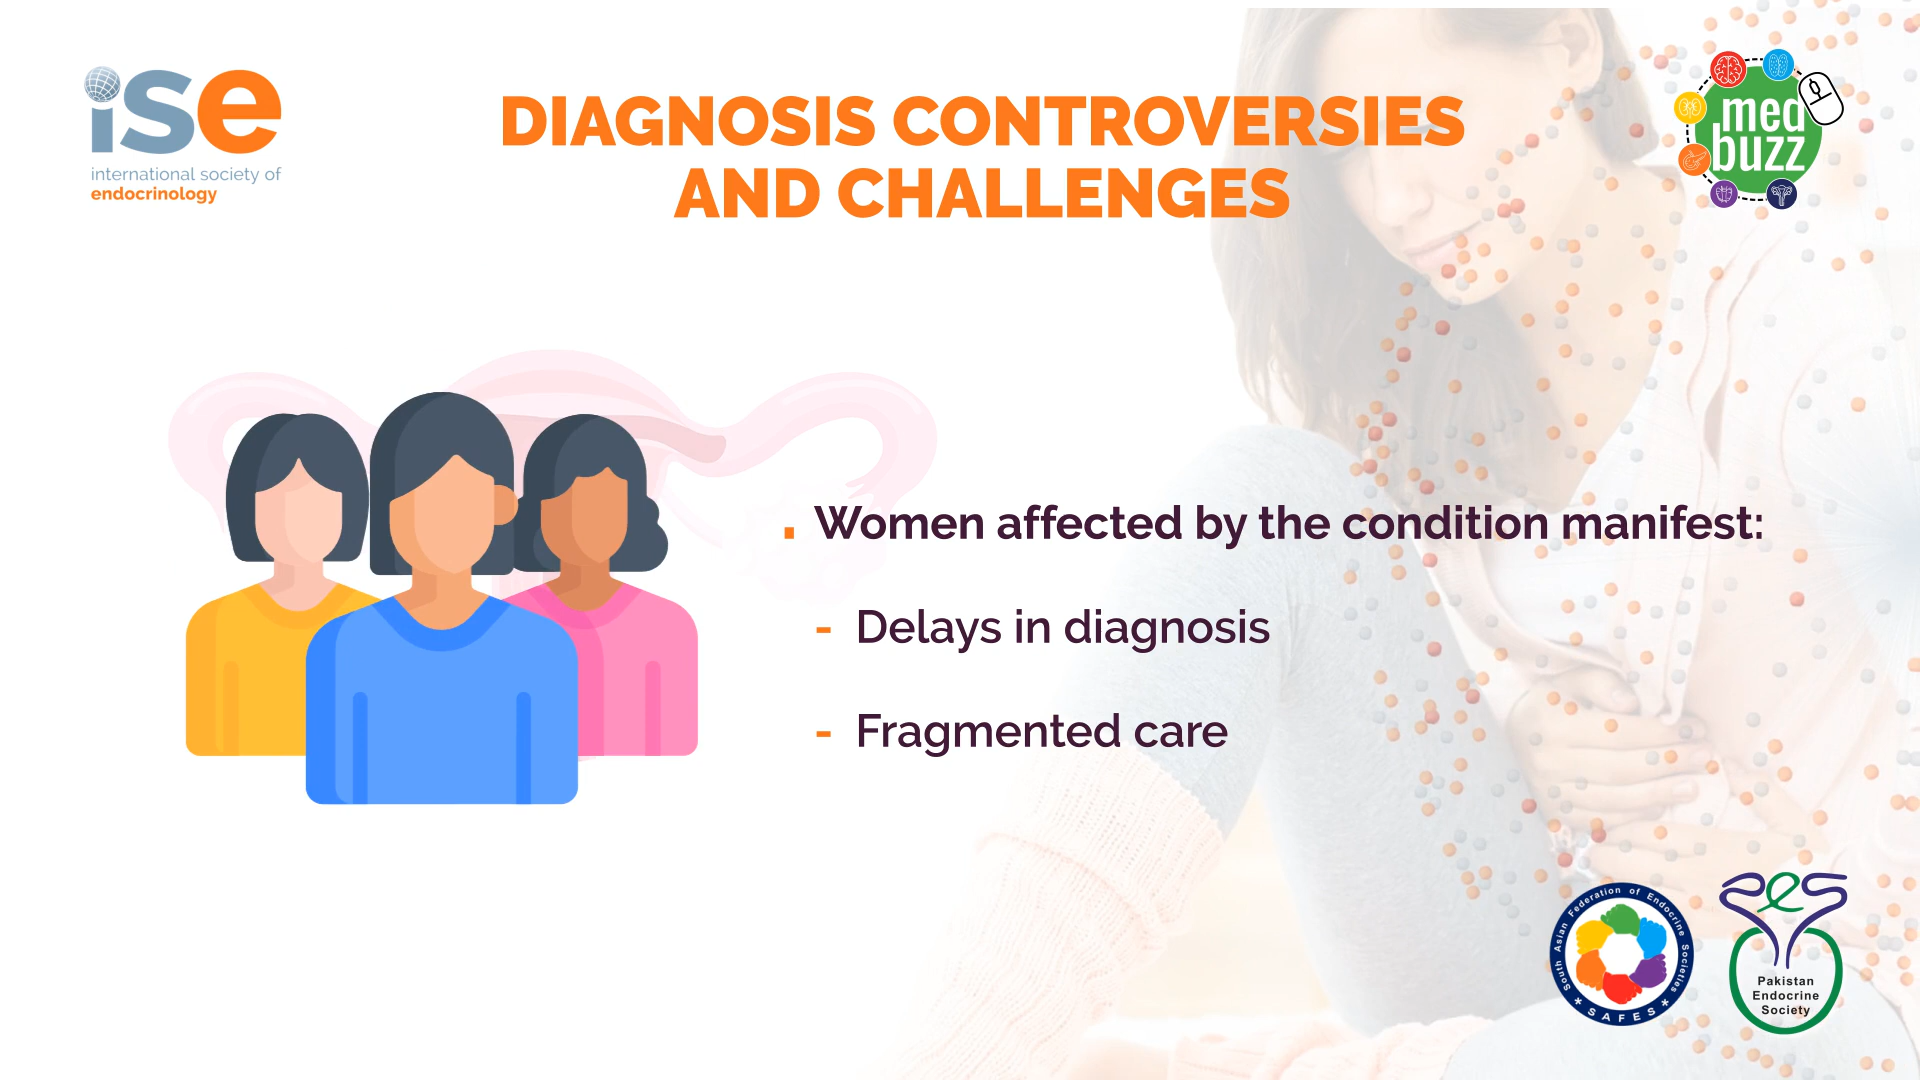 ise
international society of
endocrinology
DIAGNOSIS CONTROVERSIES
AND CHALLENGES
med
buzz
. Women affected by the condition manifest:
- Delays in diagnosis
- Fragmented care
South Asian Federation of Endocrine Societies
* SAFES *
PES
Pakistan
Endocrine
Society